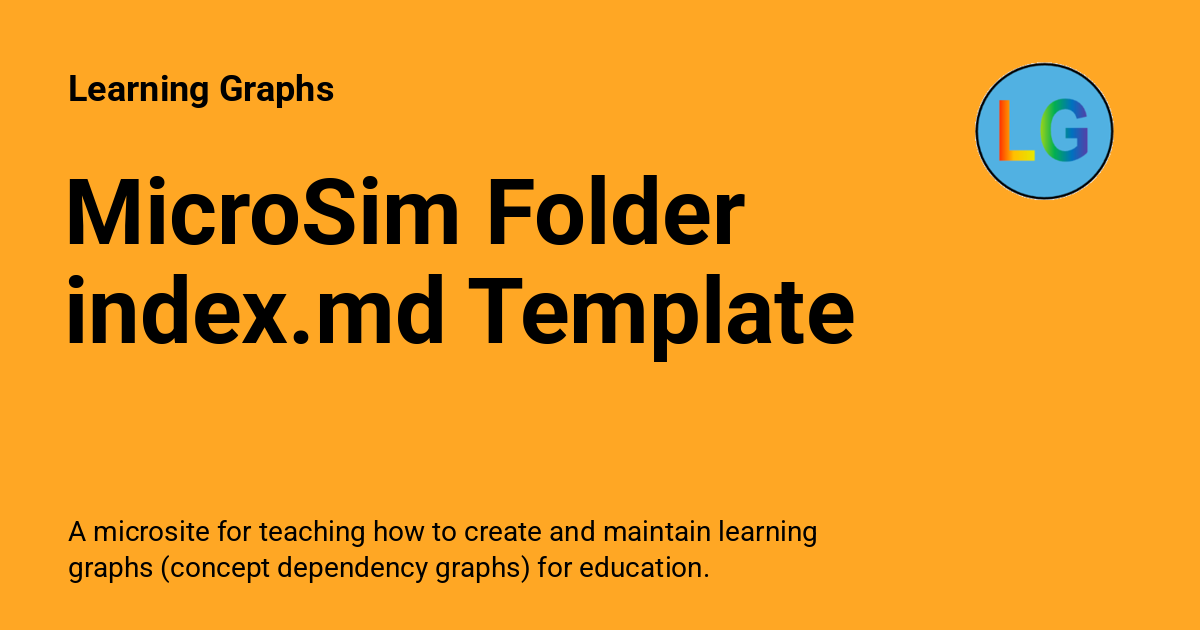 Learning Graphs
LG
MicroSim Folder
index.md Template
A microsite for teaching how to create and maintain learning
graphs (concept dependency graphs) for education.